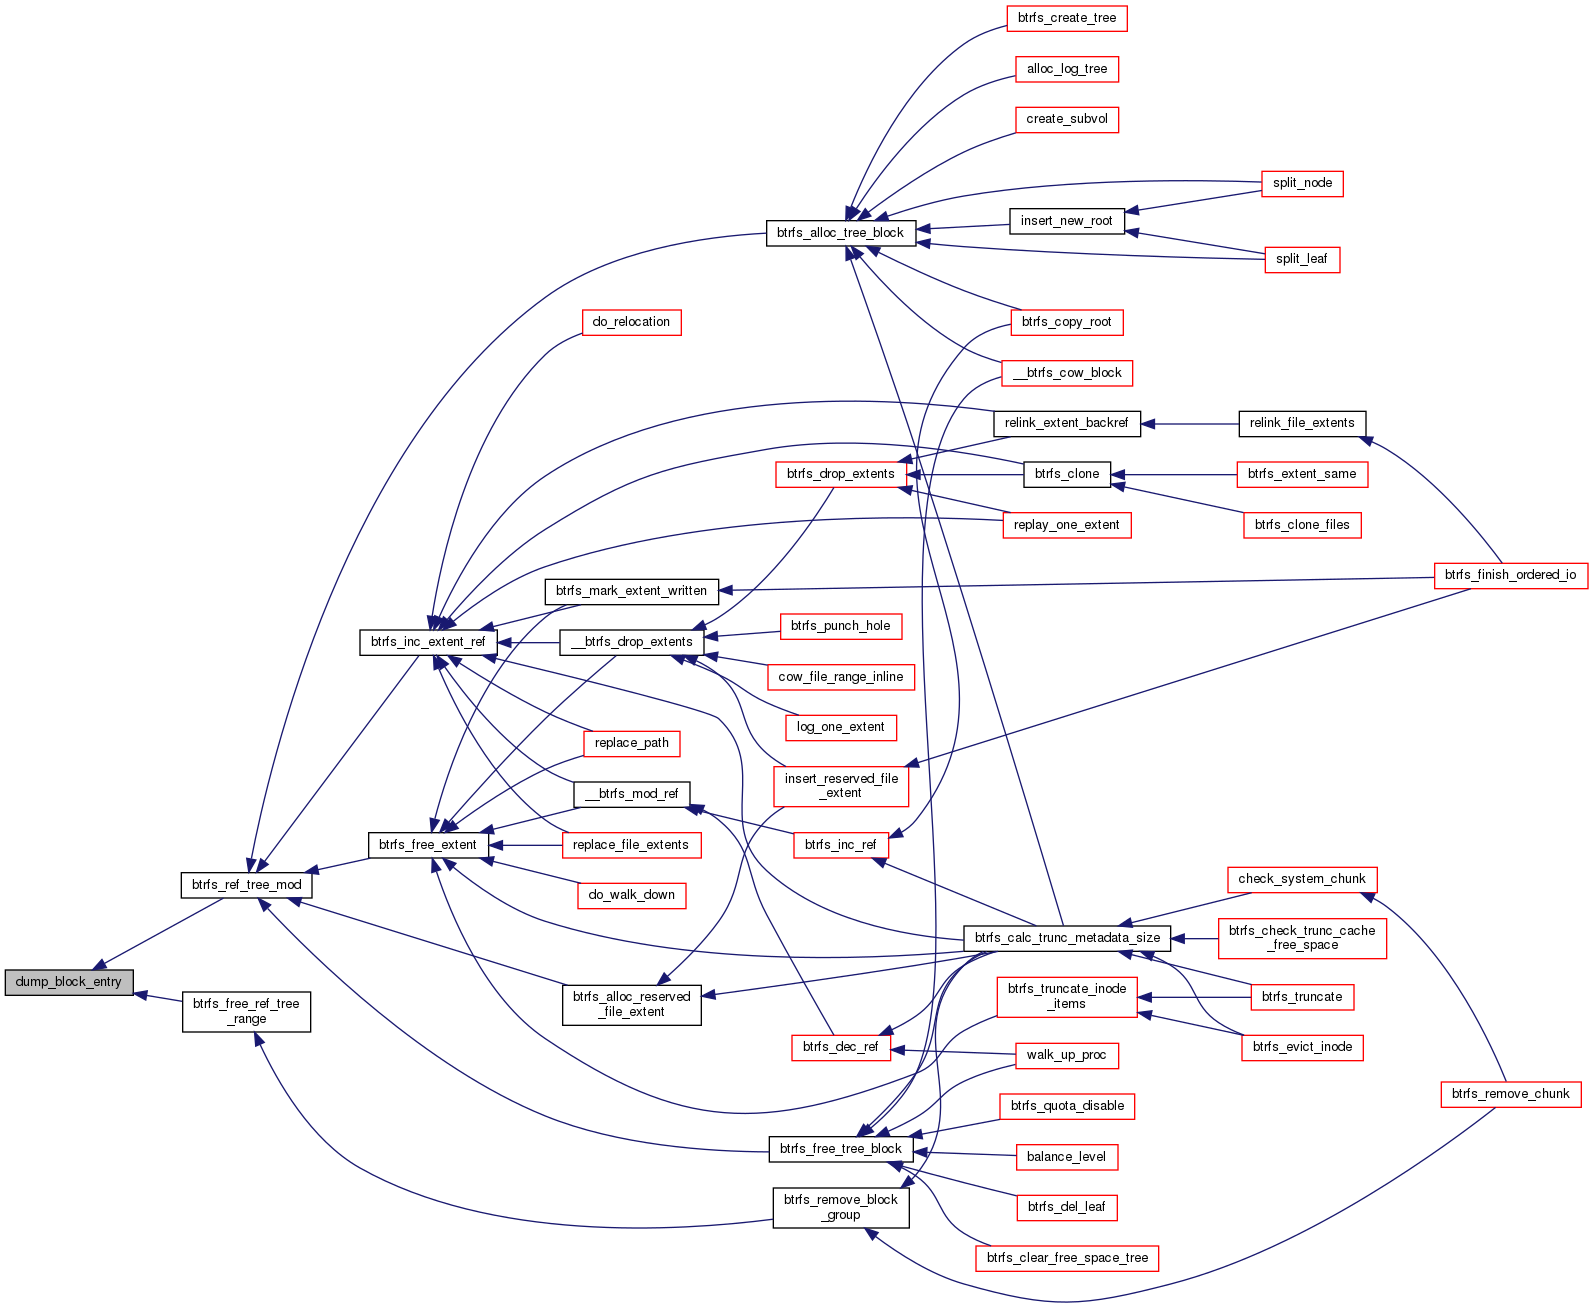 btrfs_create_tree
alloc_log_tree
create_subvol
split_node
insert_new_root
btrfs_alloc_tree_block
split_leaf
do_relocation
btrfs_copy_root
__btrfs_cow_block
relink_extent_backref
relink_file_extents
btrfs_drop_extents
btrfs_clone
btrfs_extent_same
replay_one_extent
btrfs_clone_files
btrfs_finish_ordered_io
btrfs_mark_extent_written
btrfs_punch_hole
btrfs_inc_extent_ref
__btrfs_drop_extents
cow_file_range_inline
log_one_extent
replace_path
insert_reserved_file
_extent
__btrfs_mod_ref
btrfs_free_extent
replace_file_extents
btrfs_inc_ref
btrfs_ref_tree_mod
do_walk_down
check_system_chunk
btrfs_calc_trunc_metadata_size
btrfs_check_trunc_cache
_free_space
dump_block_entry
btrfs_free_ref_tree
_range
btrfs_alloc_reserved
_file_extent
btrfs_truncate_inode
_items
btrfs_truncate
btrfs_dec_ref
walk_up_proc
btrfs_evict_inode
btrfs_remove_chunk
btrfs_quota_disable
btrfs_free_tree_block
balance_level
btrfs_remove_block
_group
btrfs_del_leaf
btrfs_clear_free_space_tree